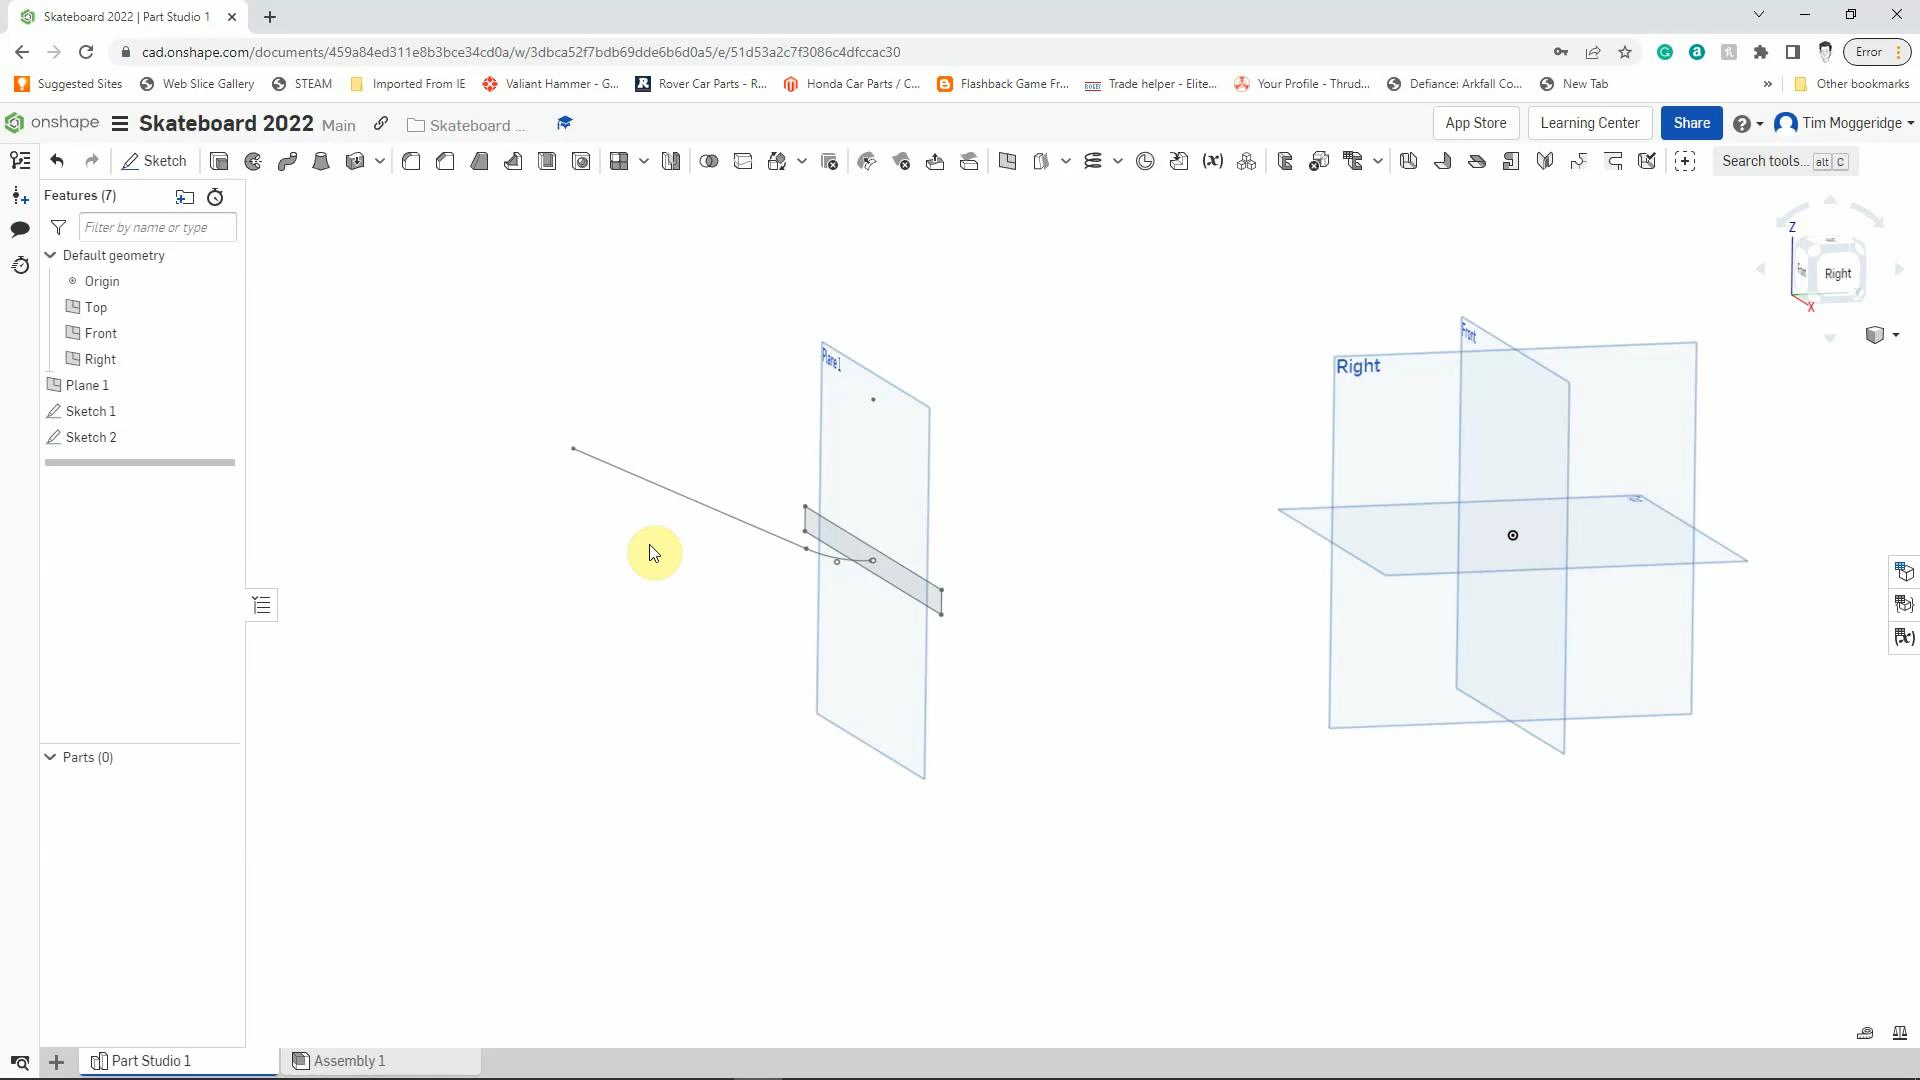 Skateboard 2022 | Part Studio 1
cad.onshape.com/documents/459a84ed311e8b3bce34cd0a/w/3dbca52f7bdb69dde6b6d0a5/e/51d53a2c7f3086c4dfccac30
Error
Suggested Sites
Web Slice Gallery
STEAM
Imported From IE
Valiant Hammer - G...
Rover Car Parts - R...
Honda Car Parts / C...
Flashback Game Fr...
Trade helper - Elite...
Your Profile - Thrud...
Defiance: Arkfall Co...
New Tab
»
Other bookmarks
onshape
Skateboard 2022 Main
Skateboard ...
App Store
Learning Center
Share
Tim Moggeridge
Sketch
(x)
Search tools... alt C
Features (7)
Filter by name or type
Default geometry
Origin
Top
Front
Right
Plane 1
Sketch 1
Sketch 2
Parts (0)
Plane 1
Front
Right
Z
Front
Right
Y
X
(x)
Part Studio 1
Assembly 1